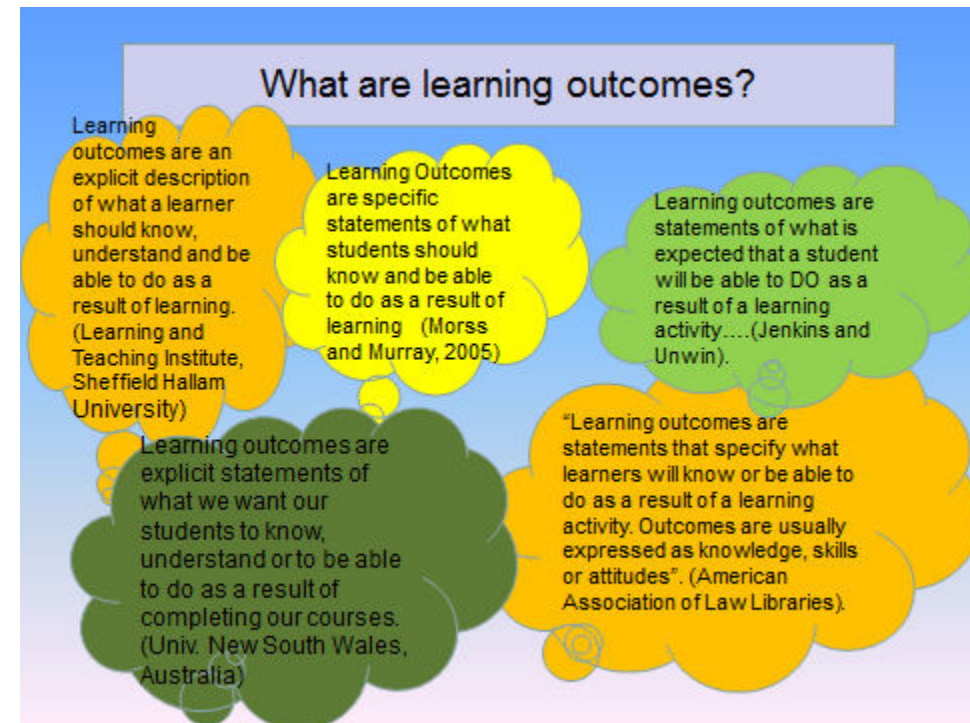 What are learning outcomes?
Learning
outcomes are an
explicit description
of what a learner
should know,
understand and be
able to do as a
result of learning.
(Learning and
Teaching Institute,
Sheffield Hallam
University)
Learning Outcomes
are specific
statements of what
students should
know and be able
to do as a result of
learning (Morss
and Murray, 2005)
Learning outcomes are
statements of what is
expected that a student
will be able to DO as a
result of a learning
activity....(Jenkins and
Unwin).
Learning outcomes are
explicit statements of
what we want our
students to know,
understand or to be able
to do as a result of
completing our courses.
(Univ. New South Wales,
Australia)
“Learning outcomes are
statements that specify what
learners will know or be able to
do as a result of a learning
activity. Outcomes are usually
expressed as knowledge, skills
or attitudes”. (American
Association of Law Libraries).